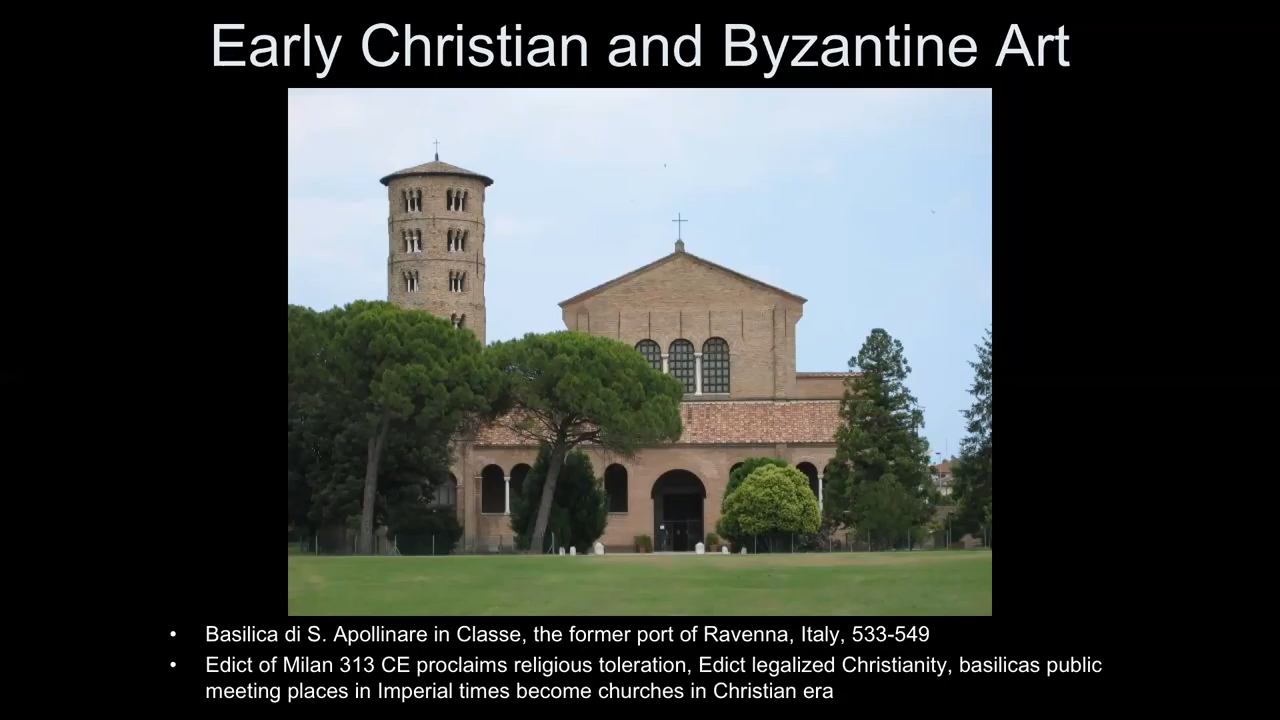 Early Christian and Byzantine Art
• Basilica di S. Apollinare in Classe, the former port of Ravenna, Italy, 533-549
• Edict of Milan 313 CE proclaims religious toleration, Edict legalized Christianity, basilicas public
meeting places in Imperial times become churches in Christian era